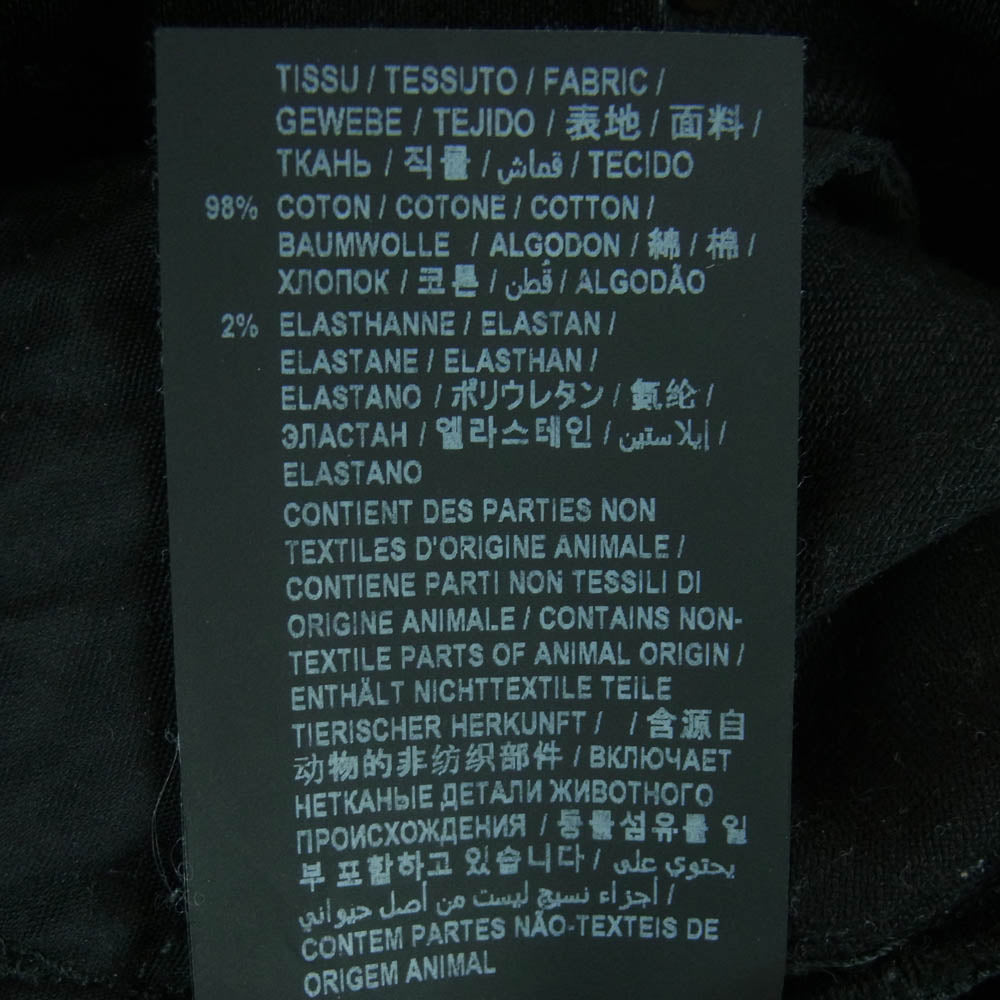 TISSU / TESSUTO / FABRIC /
GEWEBE / TEJIDO / 表地 / 面料 /
ТКАНЬ / 직물 / قماش / TECIDO
98% COTON / COTONE / COTTON /
BAUMWOLLE / ALGODON / 綿 / 棉 /
ХЛОПОК / 코튼 / قُطن / ALGODÃO
2% ELASTHANNE / ELASTAN /
ELASTANE / ELASTHAN /
ELASTANO / ポリウレタン / 氨纶 /
ЭЛАСТАН / 엘라스테인 / إيلاستين /
ELASTANO
CONTIENT DES PARTIES NON
TEXTILES D'ORIGINE ANIMALE /
CONTIENE PARTI NON TESSILI DI
ORIGINE ANIMALE / CONTAINS NON-
TEXTILE PARTS OF ANIMAL ORIGIN /
ENTHÄLT NICHTTEXTILE TEILE
TIERISCHER HERKUNFT / / 含源自
动物的非纺织部件 / ВКЛЮЧАЕТ
НЕТКАНЫЕ ДЕТАЛИ ЖИВОТНОГО
ПРОИСХОЖДЕНИЯ / 동물섬유를 일
부 포함하고 있습니다 / يحتوي على
أجزاء نسيج ليست من أصل حيواني /
CONTEM PARTES NÃO-TEXTEIS DE
ORIGEM ANIMAL